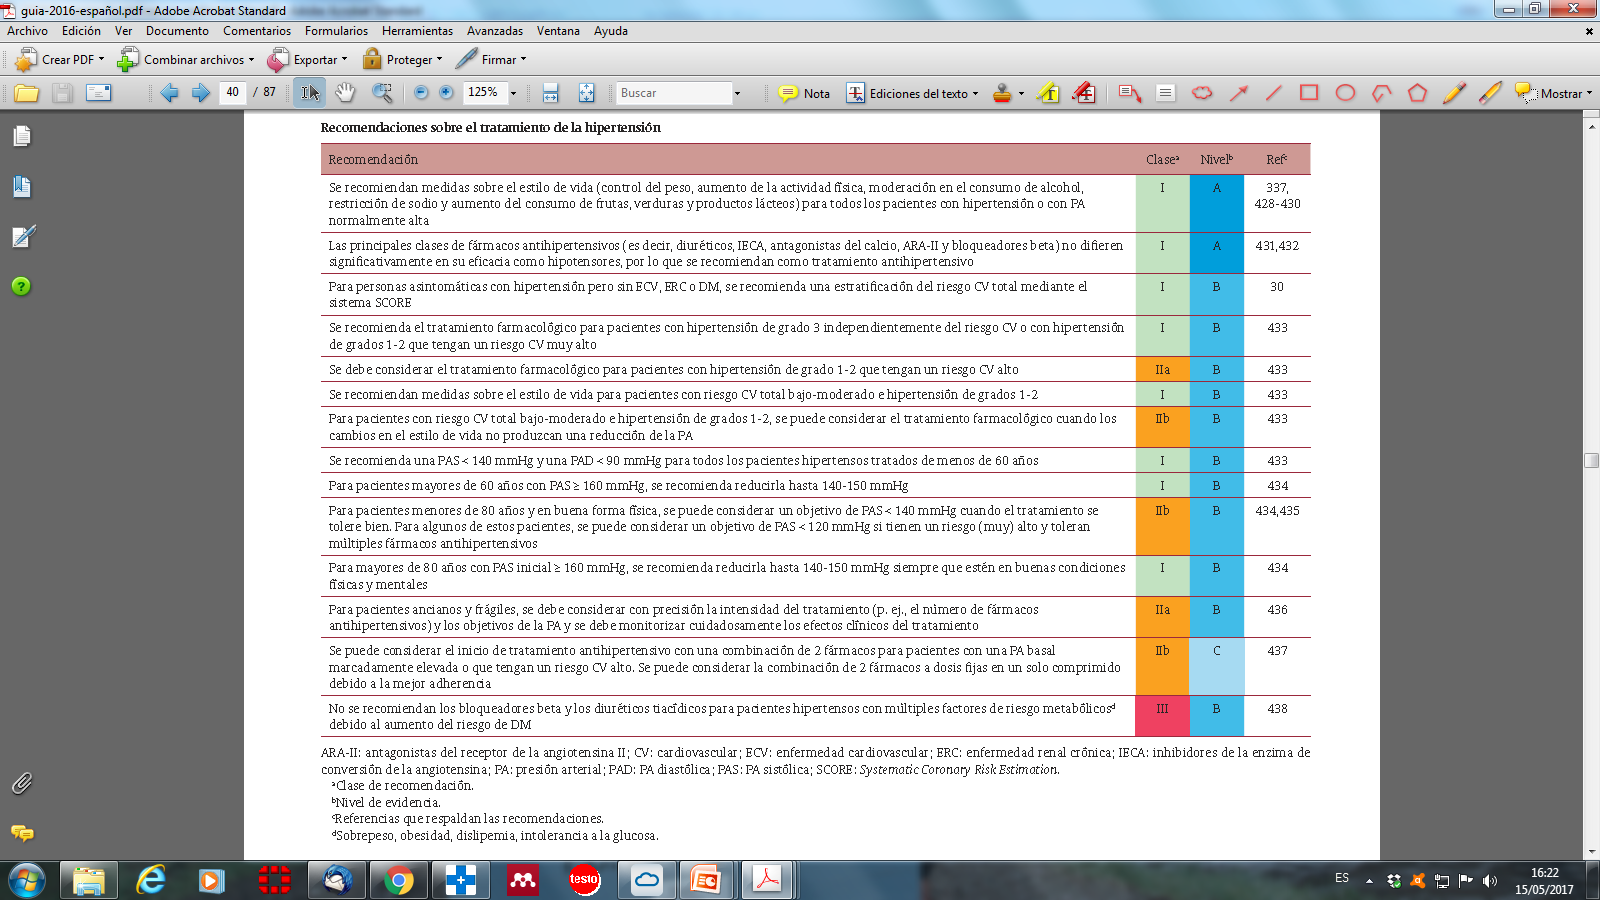 guia-2016-español.pdf - Adobe Acrobat Standard
Archivo Edición Ver Documento Comentarios Formularios Herramientas Avanzadas Ventana Ayuda
Crear PDF Combinar archivos Exportar Proteger Firmar
40 / 87 125% Buscar Nota Ediciones del texto Mostrar
Recomendaciones sobre el tratamiento de la hipertensión
Recomendación Claseᵃ Nivelᵇ Refᶜ
Se recomiendan medidas sobre el estilo de vida (control del peso, aumento de la actividad física, moderación en el consumo de alcohol, I A 337,
restricción de sodio y aumento del consumo de frutas, verduras y productos lácteos) para todos los pacientes con hipertensión o con PA 428-430
normalmente alta
Las principales clases de fármacos antihipertensivos (es decir, diuréticos, IECA, antagonistas del calcio, ARA-II y bloqueadores beta) no difieren I A 431,432
significativamente en su eficacia como hipotensores, por lo que se recomiendan como tratamiento antihipertensivo
Para personas asintomáticas con hipertensión pero sin ECV, ERC o DM, se recomienda una estratificación del riesgo CV total mediante el I B 30
sistema SCORE
Se recomienda el tratamiento farmacológico para pacientes con hipertensión de grado 3 independientemente del riesgo CV o con hipertensión I B 433
de grados 1-2 que tengan un riesgo CV muy alto
Se debe considerar el tratamiento farmacológico para pacientes con hipertensión de grado 1-2 que tengan un riesgo CV alto IIa B 433
Se recomiendan medidas sobre el estilo de vida para pacientes con riesgo CV total bajo-moderado e hipertensión de grados 1-2 I B 433
Para pacientes con riesgo CV total bajo-moderado e hipertensión de grados 1-2, se puede considerar el tratamiento farmacológico cuando los IIb B 433
cambios en el estilo de vida no produzcan una reducción de la PA
Se recomienda una PAS < 140 mmHg y una PAD < 90 mmHg para todos los pacientes hipertensos tratados de menos de 60 años I B 433
Para pacientes mayores de 60 años con PAS ≥ 160 mmHg, se recomienda reducirla hasta 140-150 mmHg I B 434
Para pacientes menores de 80 años y en buena forma física, se puede considerar un objetivo de PAS < 140 mmHg cuando el tratamiento se IIb B 434,435
tolere bien. Para algunos de estos pacientes, se puede considerar un objetivo de PAS < 120 mmHg si tienen un riesgo (muy) alto y toleran
múltiples fármacos antihipertensivos
Para mayores de 80 años con PAS inicial ≥ 160 mmHg, se recomienda reducirla hasta 140-150 mmHg siempre que estén en buenas condiciones I B 434
físicas y mentales
Para pacientes ancianos y frágiles, se debe considerar con precisión la intensidad del tratamiento (p. ej., el número de fármacos IIa B 436
antihipertensivos) y los objetivos de la PA y se debe monitorizar cuidadosamente los efectos clínicos del tratamiento
Se puede considerar el inicio de tratamiento antihipertensivo con una combinación de 2 fármacos para pacientes con una PA basal IIb C 437
marcadamente elevada o que tengan un riesgo CV alto. Se puede considerar la combinación de 2 fármacos a dosis fijas en un solo comprimido
debido a la mejor adherencia
No se recomiendan los bloqueadores beta y los diuréticos tiacídicos para pacientes hipertensos con múltiples factores de riesgo metabólicosᵈ III B 438
debido al aumento del riesgo de DM
ARA-II: antagonistas del receptor de la angiotensina II; CV: cardiovascular; ECV: enfermedad cardiovascular; ERC: enfermedad renal crónica; IECA: inhibidores de la enzima de
conversión de la angiotensina; PA: presión arterial; PAD: PA diastólica; PAS: PA sistólica; SCORE: Systematic Coronary Risk Estimation.
ᵃClase de recomendación.
ᵇNivel de evidencia.
ᶜReferencias que respaldan las recomendaciones.
ᵈSobrepeso, obesidad, dislipemia, intolerancia a la glucosa.
testo
ES 16:22
15/05/2017